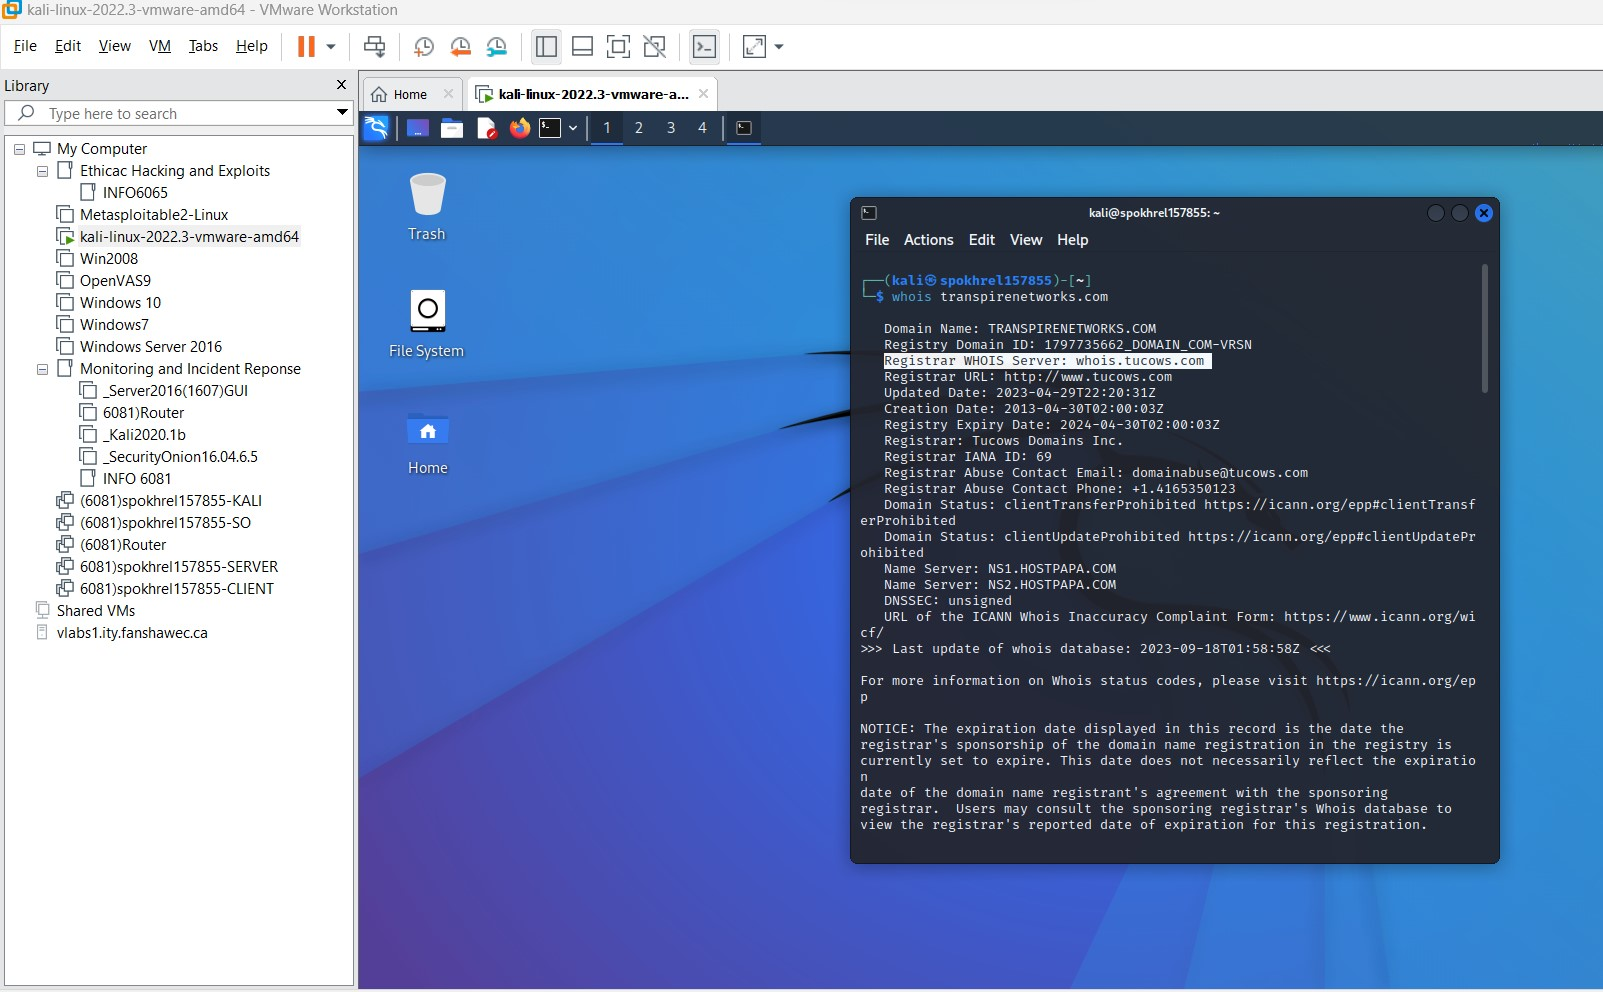 kali-linux-2022.3-vmware-amd64 - VMware Workstation
File Edit View VM Tabs Help
Library
Type here to search
My Computer
Ethicac Hacking and Exploits
INFO6065
Metasploitable2-Linux
kali-linux-2022.3-vmware-amd64
Win2008
OpenVAS9
Windows 10
Windows7
Windows Server 2016
Monitoring and Incident Reponse
_Server2016(1607)GUI
6081)Router
_Kali2020.1b
_SecurityOnion16.04.6.5
INFO 6081
(6081)spokhrel157855-KALI
(6081)spokhrel157855-SO
(6081)Router
6081)spokhrel157855-SERVER
6081)spokhrel157855-CLIENT
Shared VMs
vlabs1.ity.fanshawec.ca
Home
kali-linux-2022.3-vmware-a...
1 2 3 4
Trash
File System
Home
kali@spokhrel157855: ~
File Actions Edit View Help
┌──(kali㉿spokhrel157855)-[~]
└─$ whois transpirenetworks.com
Domain Name: TRANSPIRENETWORKS.COM
Registry Domain ID: 1797735662_DOMAIN_COM-VRSN
Registrar WHOIS Server: whois.tucows.com
Registrar URL: http://www.tucows.com
Updated Date: 2023-04-29T22:20:31Z
Creation Date: 2013-04-30T02:00:03Z
Registry Expiry Date: 2024-04-30T02:00:03Z
Registrar: Tucows Domains Inc.
Registrar IANA ID: 69
Registrar Abuse Contact Email: domainabuse@tucows.com
Registrar Abuse Contact Phone: +1.4165350123
Domain Status: clientTransferProhibited https://icann.org/epp#clientTransf
erProhibited
Domain Status: clientUpdateProhibited https://icann.org/epp#clientUpdatePr
ohibited
Name Server: NS1.HOSTPAPA.COM
Name Server: NS2.HOSTPAPA.COM
DNSSEC: unsigned
URL of the ICANN Whois Inaccuracy Complaint Form: https://www.icann.org/wi
cf/
>>> Last update of whois database: 2023-09-18T01:58:58Z <<<
For more information on Whois status codes, please visit https://icann.org/ep
p
NOTICE: The expiration date displayed in this record is the date the
registrar's sponsorship of the domain name registration in the registry is
currently set to expire. This date does not necessarily reflect the expiratio
n
date of the domain name registrant's agreement with the sponsoring
registrar.  Users may consult the sponsoring registrar's Whois database to
view the registrar's reported date of expiration for this registration.